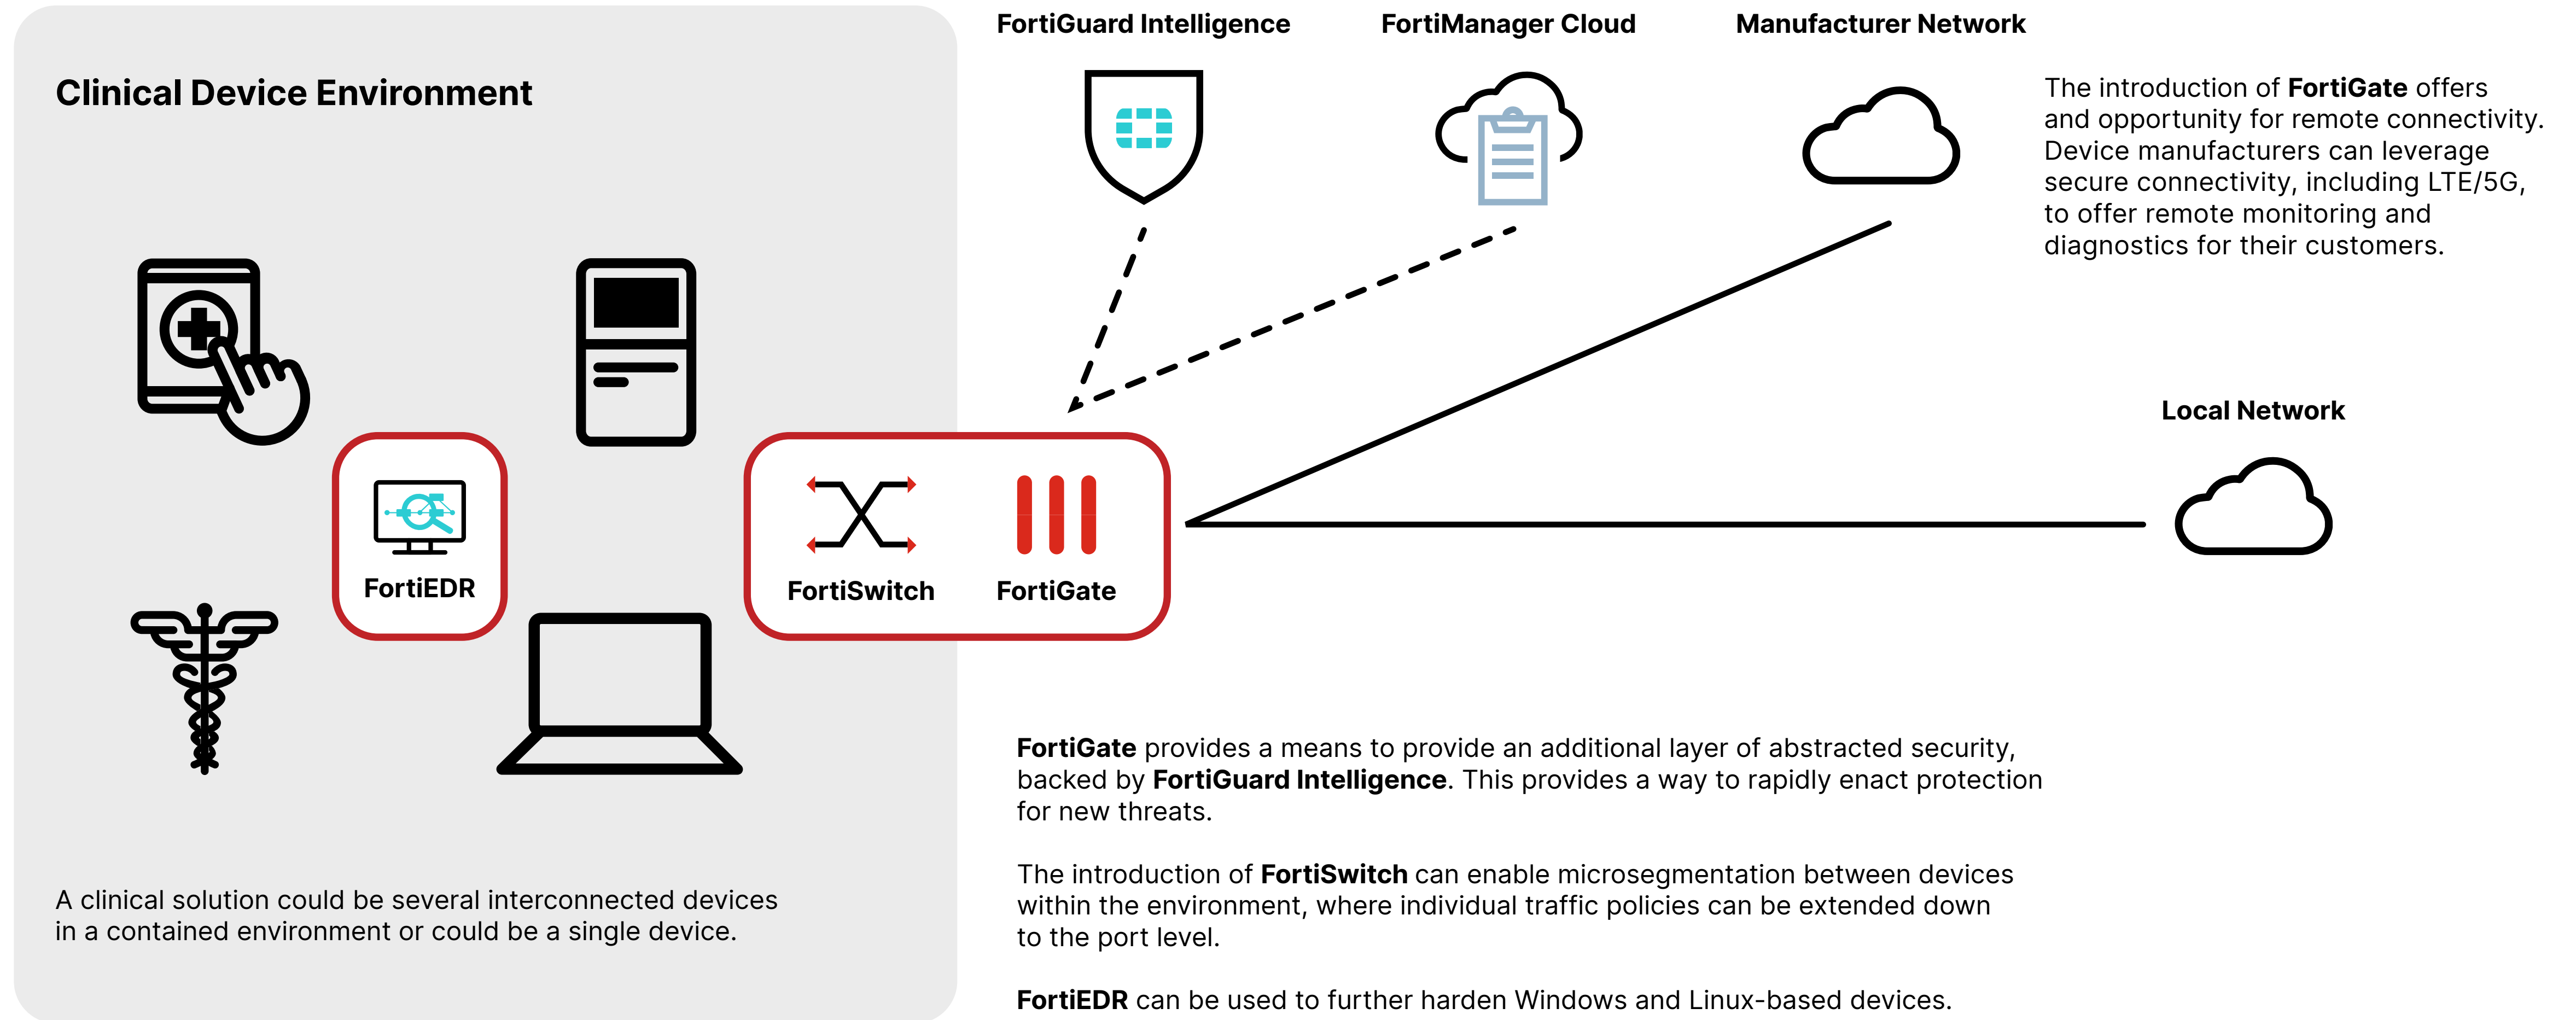 Clinical Device Environment
FortiEDR
FortiSwitch
FortiGate
A clinical solution could be several interconnected devices
in a contained environment or could be a single device.
FortiGuard Intelligence
FortiManager Cloud
Manufacturer Network
The introduction of FortiGate offers
and opportunity for remote connectivity.
Device manufacturers can leverage
secure connectivity, including LTE/5G,
to offer remote monitoring and
diagnostics for their customers.
Local Network
FortiGate provides a means to provide an additional layer of abstracted security,
backed by FortiGuard Intelligence. This provides a way to rapidly enact protection
for new threats.
The introduction of FortiSwitch can enable microsegmentation between devices
within the environment, where individual traffic policies can be extended down
to the port level.
FortiEDR can be used to further harden Windows and Linux-based devices.